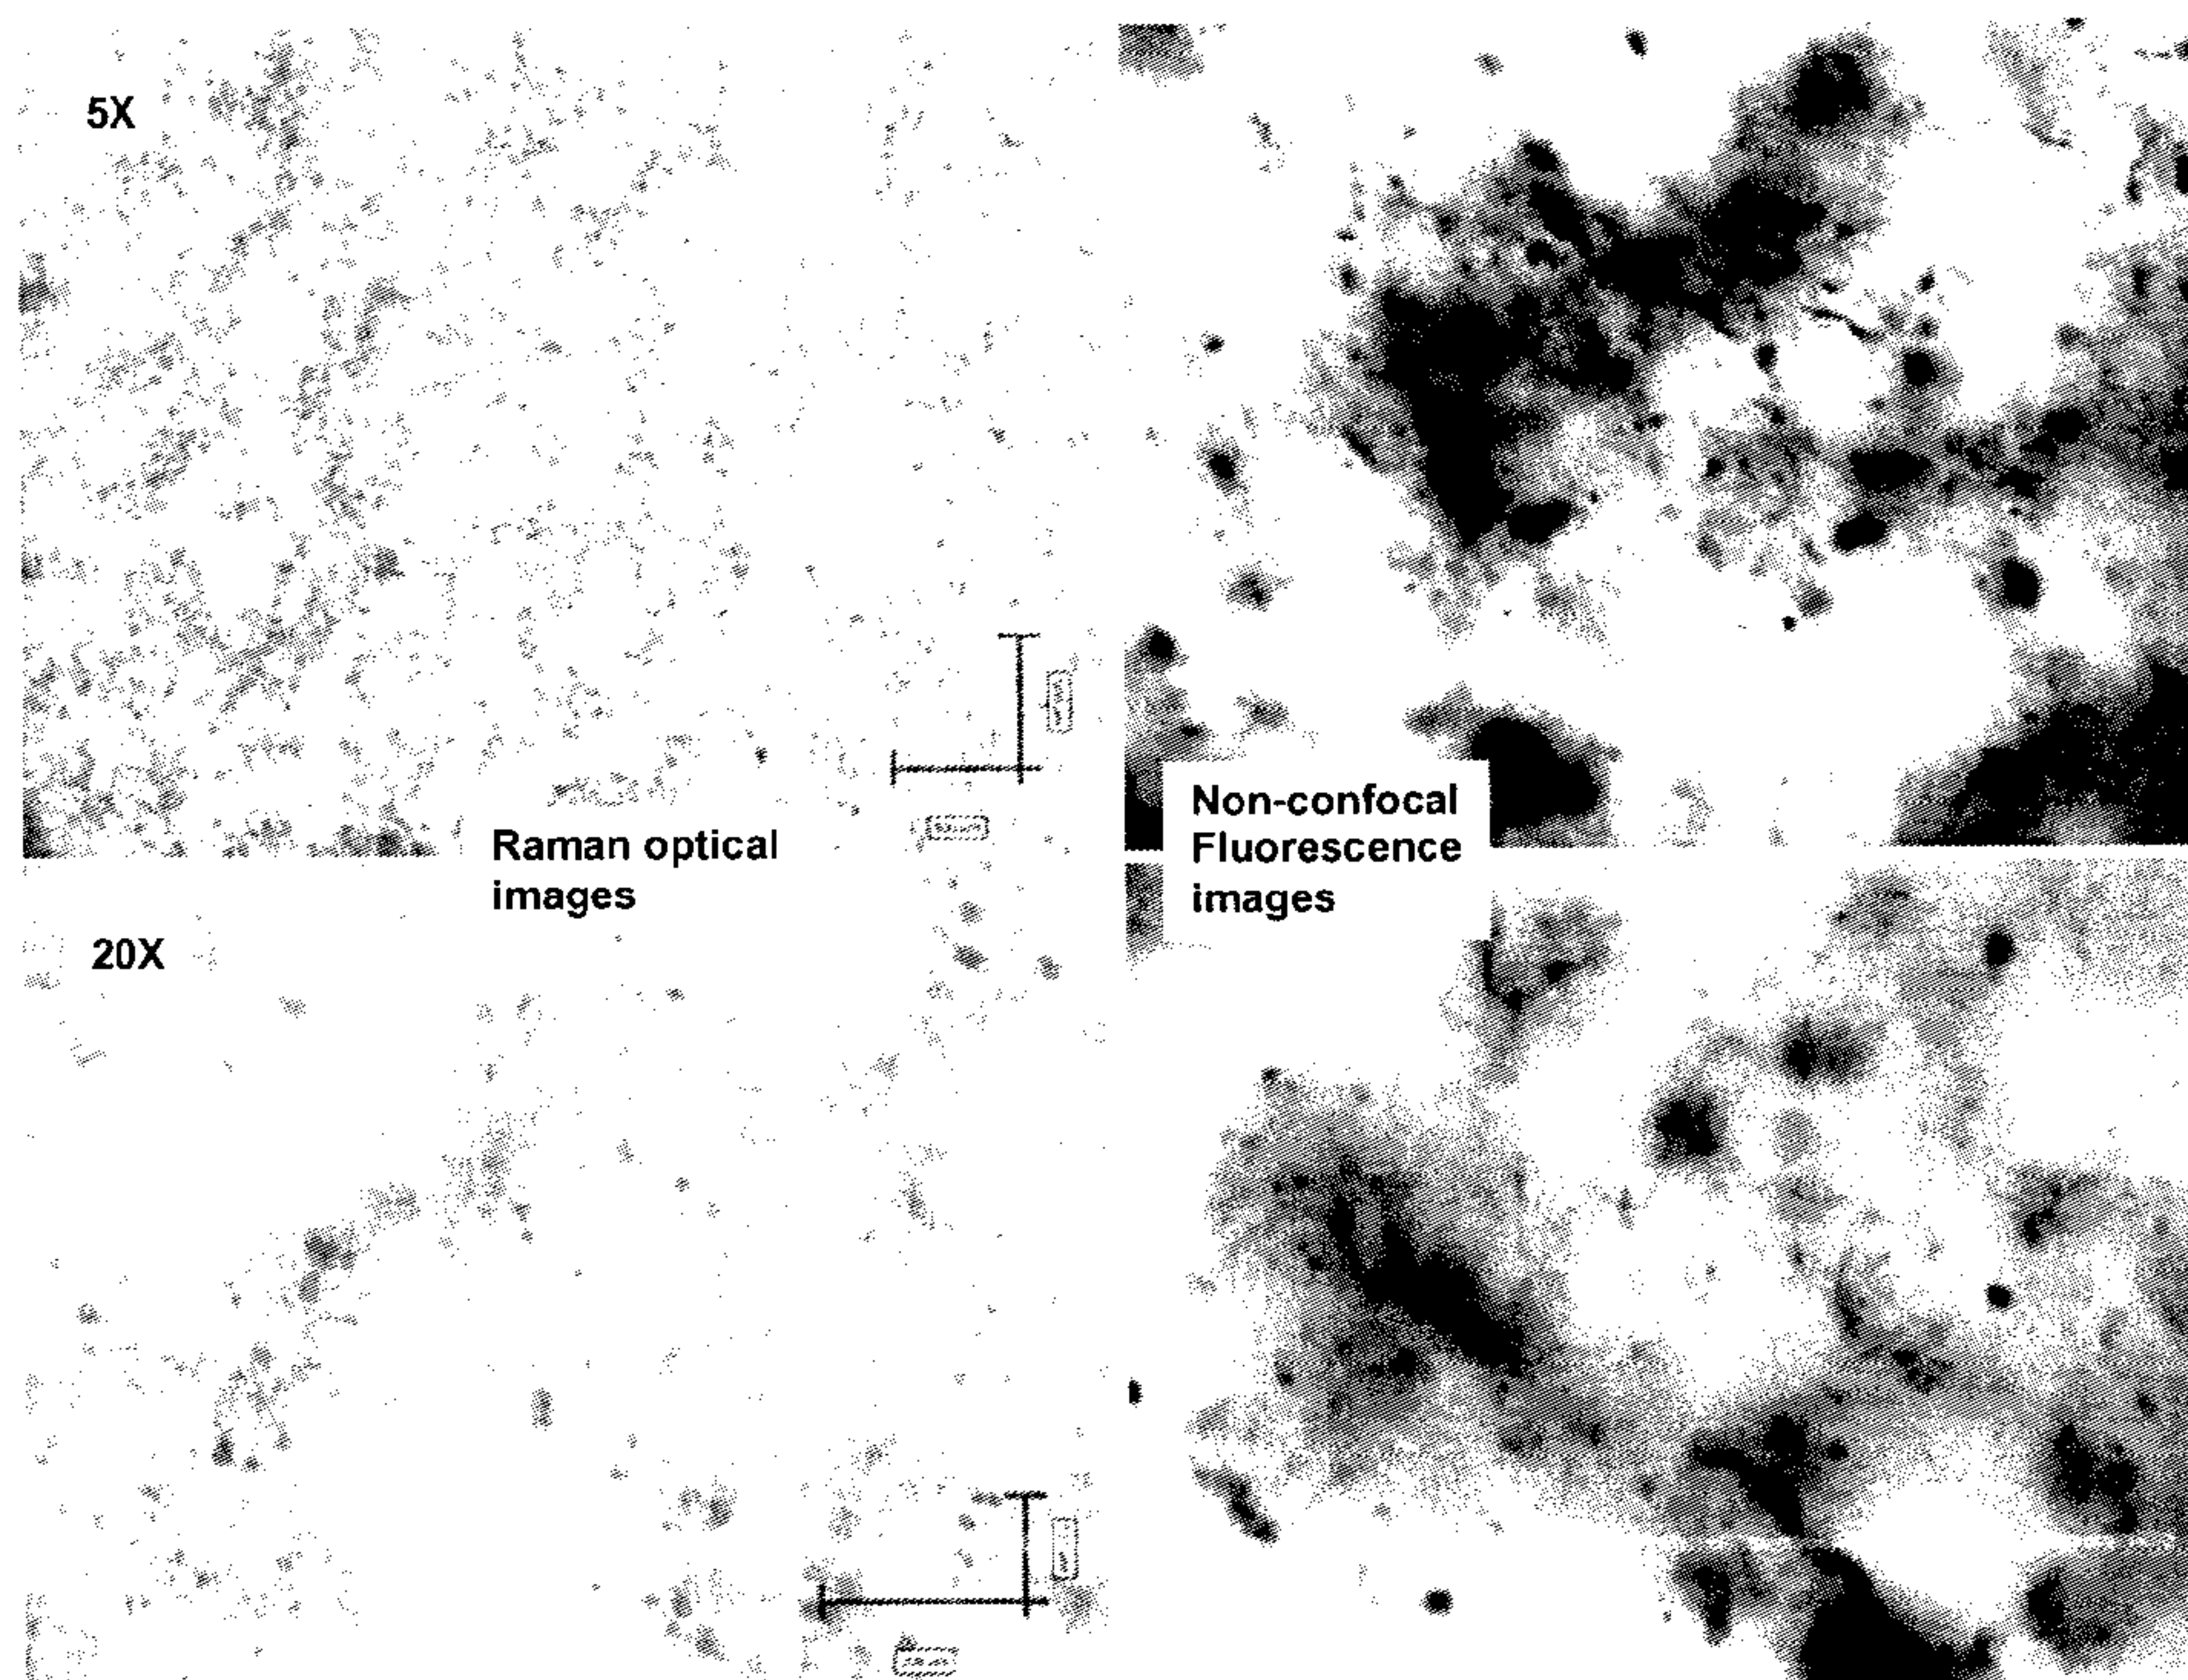 5X
Raman optical
images
Non-confocal
Fluorescence
images
20X